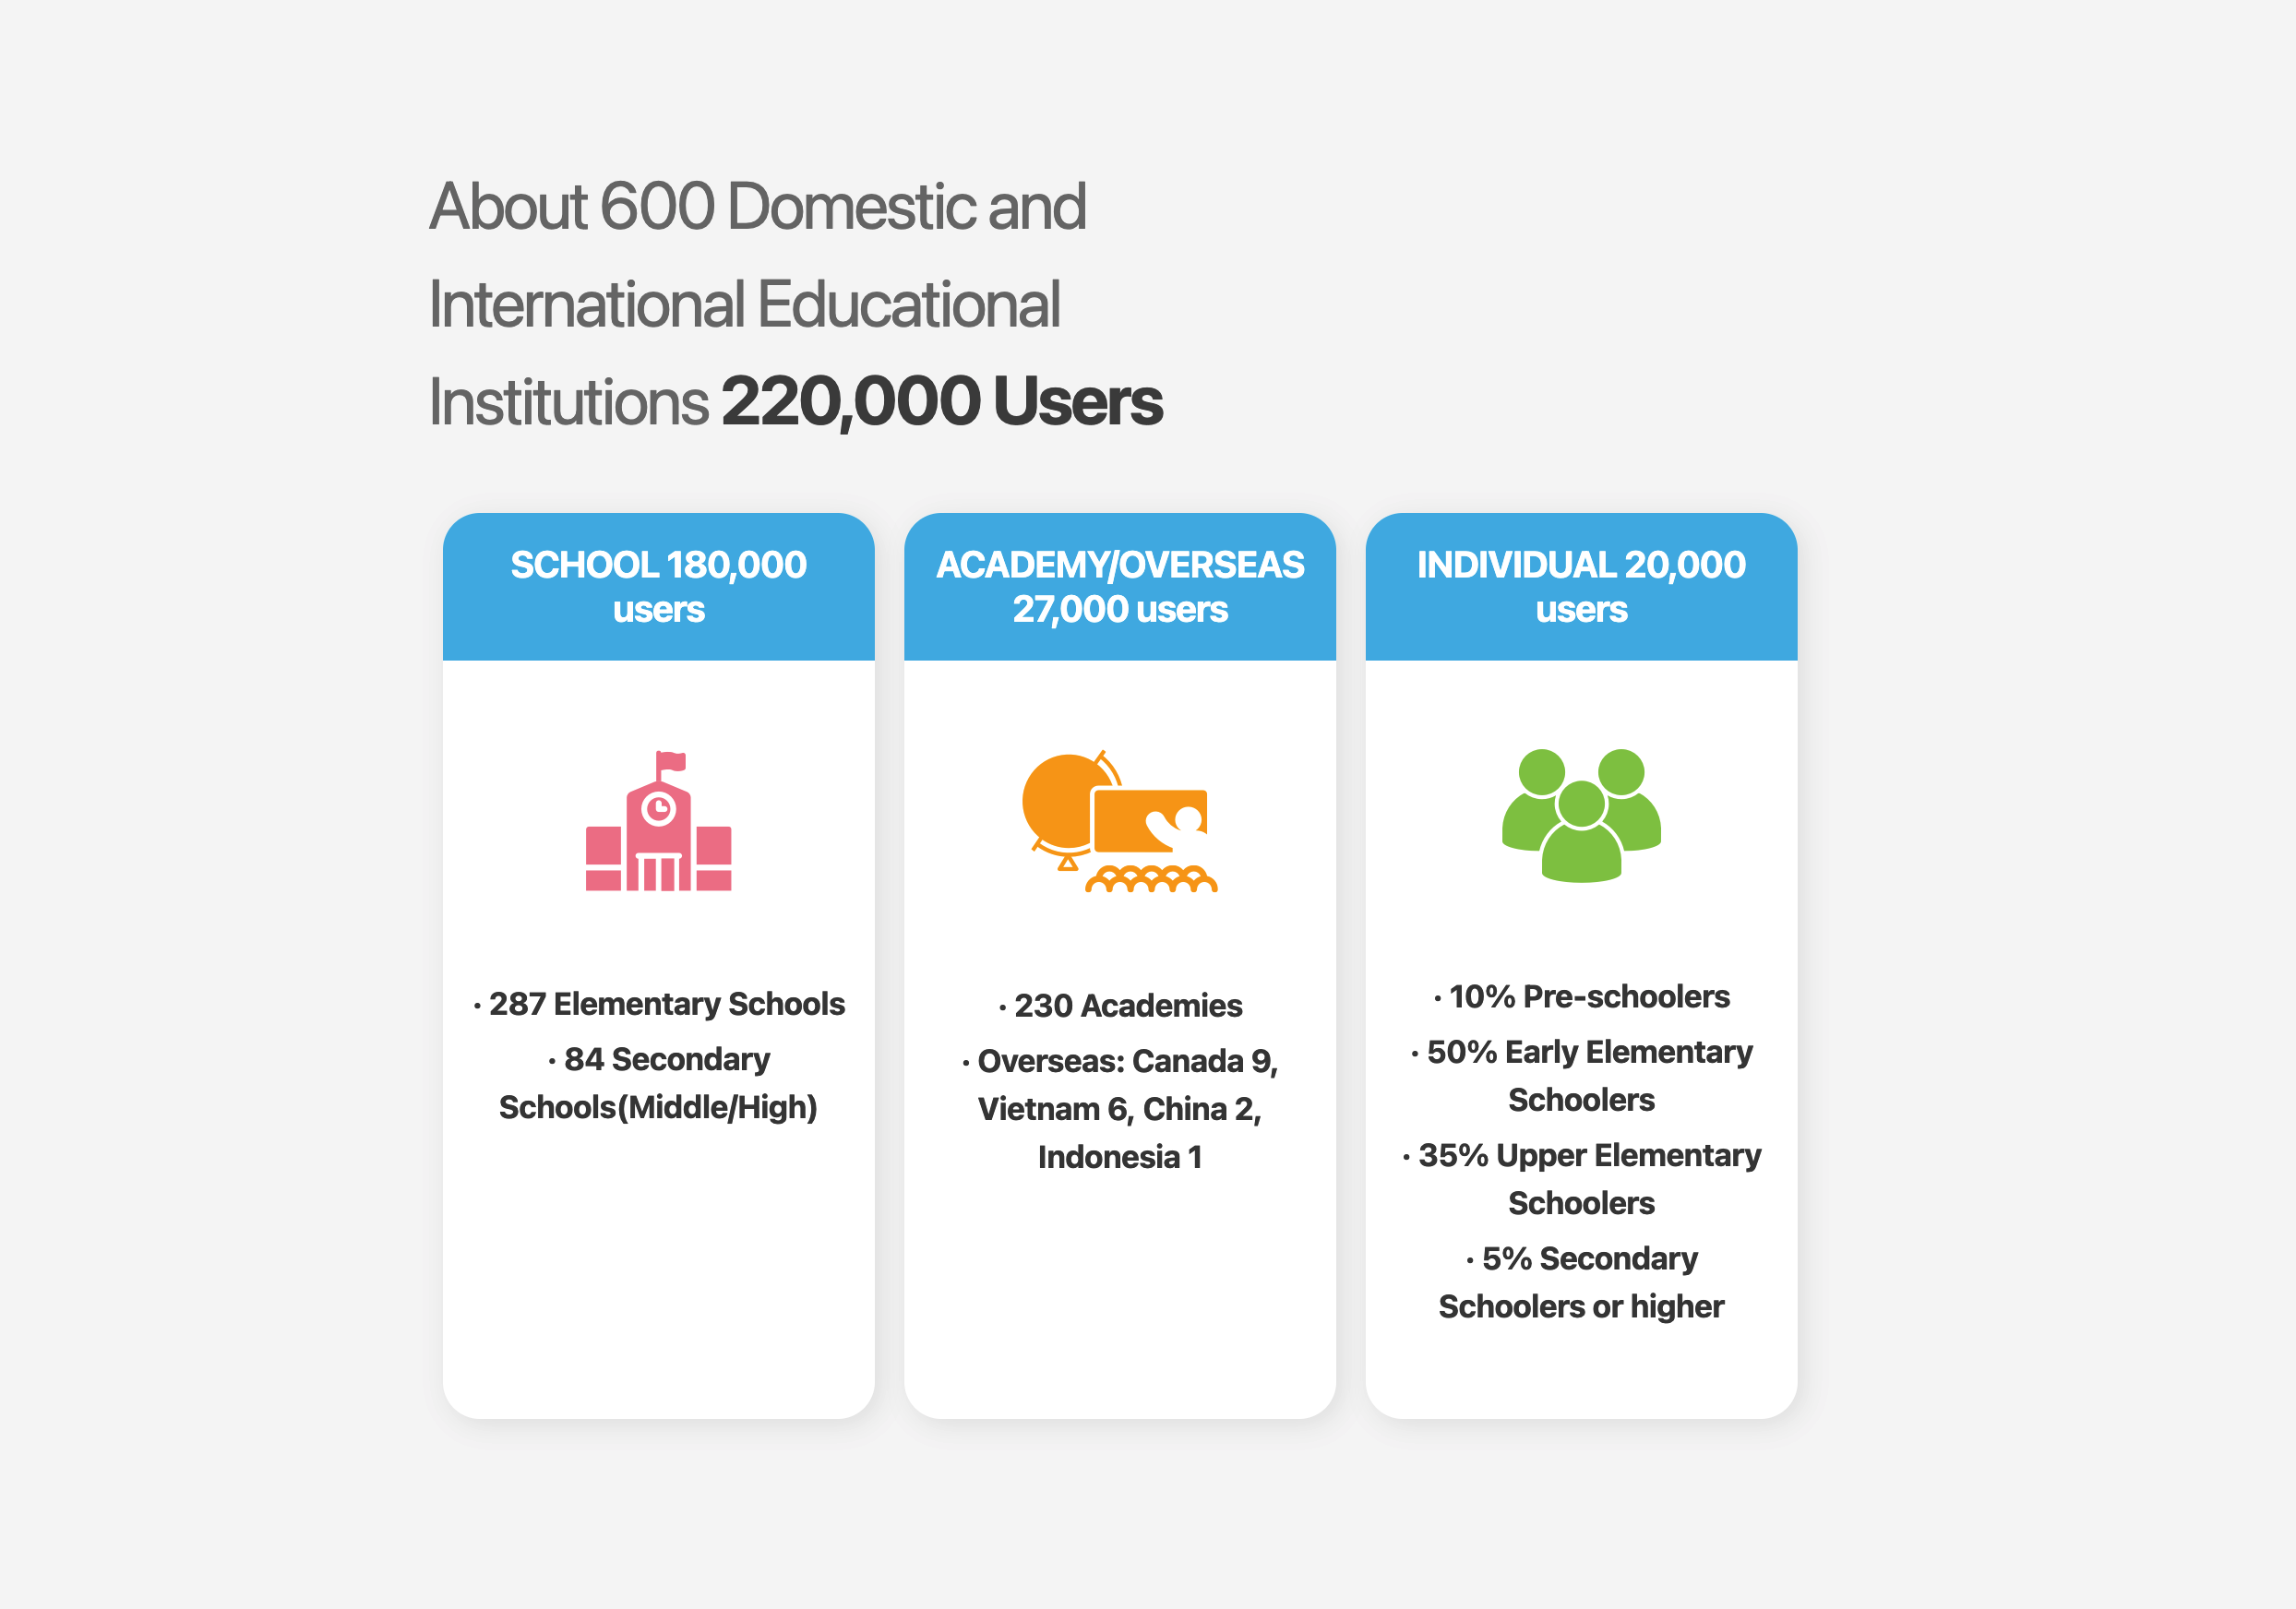 About 600 Domestic and
International Educational
Institutions 220,000 Users
SCHOOL 180,000
users
· 287 Elementary Schools
· 84 Secondary
Schools(Middle/High)
ACADEMY/OVERSEAS
27,000 users
· 230 Academies
· Overseas: Canada 9,
Vietnam 6, China 2,
Indonesia 1
INDIVIDUAL 20,000
users
· 10% Pre-schoolers
· 50% Early Elementary
Schoolers
· 35% Upper Elementary
Schoolers
· 5% Secondary
Schoolers or higher